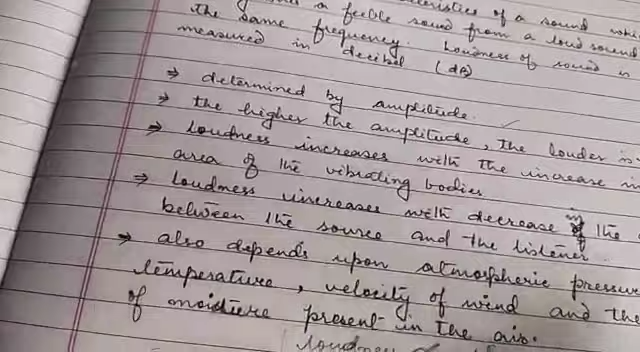 a feeble sound from a loud sound
the same frequency. Loudness of sound is
measured in decibel (dB)
⇒ determined by amplitude.
⇒ the higher the amplitude, the louder is
⇒ loudness increases with the increase in
area of the vibrating bodies
⇒ loudness increases with decrease in the
between the source and the listener.
⇒ also depends upon atmospheric pressure
temperature, velocity of wind and the
of moisture present in the air.
loudness